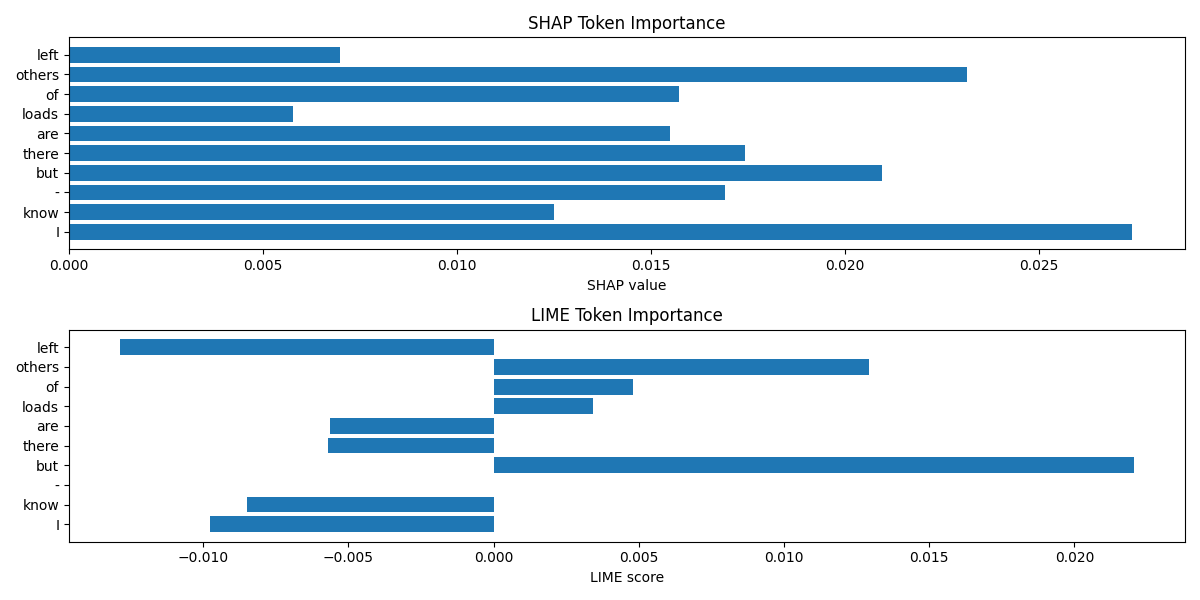 SHAP Token Importance
left
others
of
loads
are
there
but
-
know
I
0.000 0.005 0.010 0.015 0.020 0.025
SHAP value
LIME Token Importance
left
others
of
loads
are
there
but
-
know
I
−0.010 −0.005 0.000 0.005 0.010 0.015 0.020
LIME score